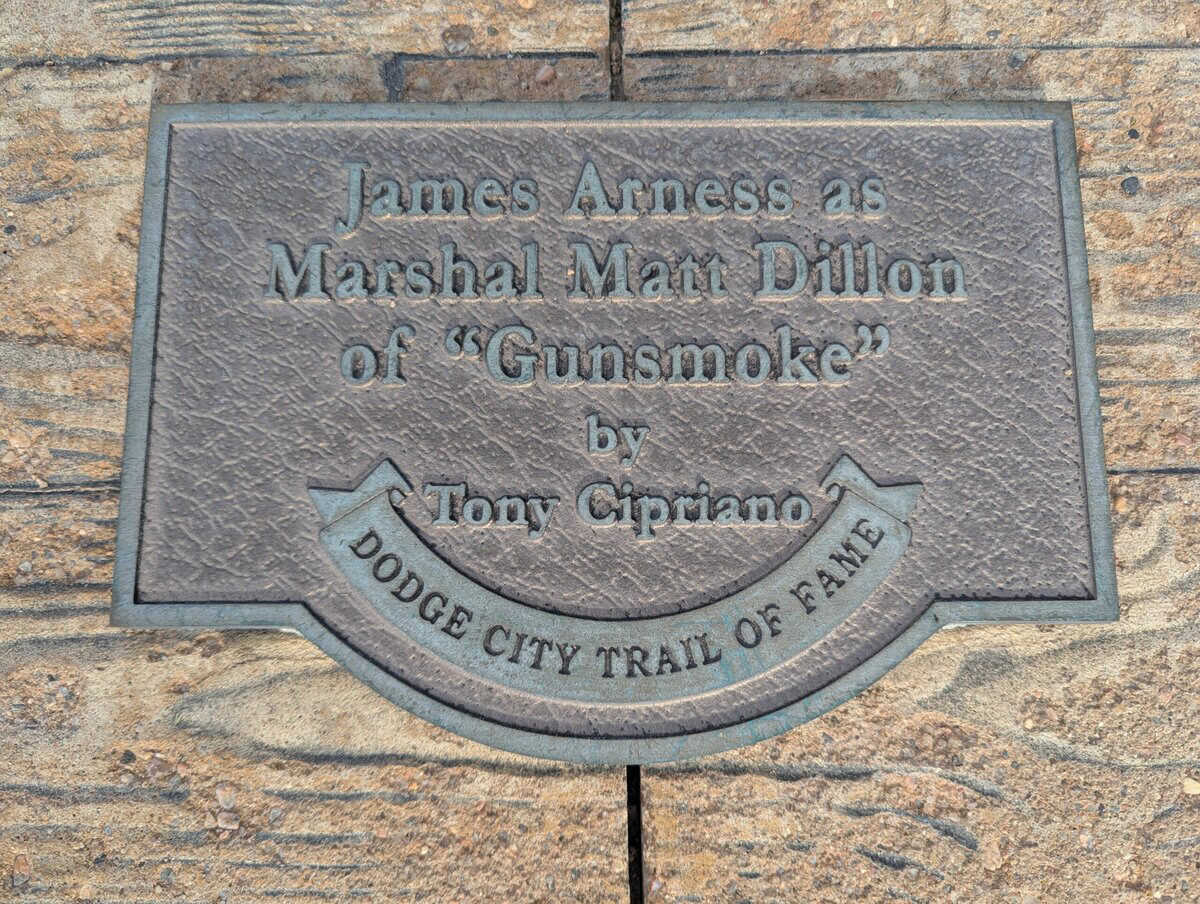 James Arness as
Marshal Matt Dillon
of “Gunsmoke”
by
Tony Cipriano
DODGE CITY TRAIL OF FAME